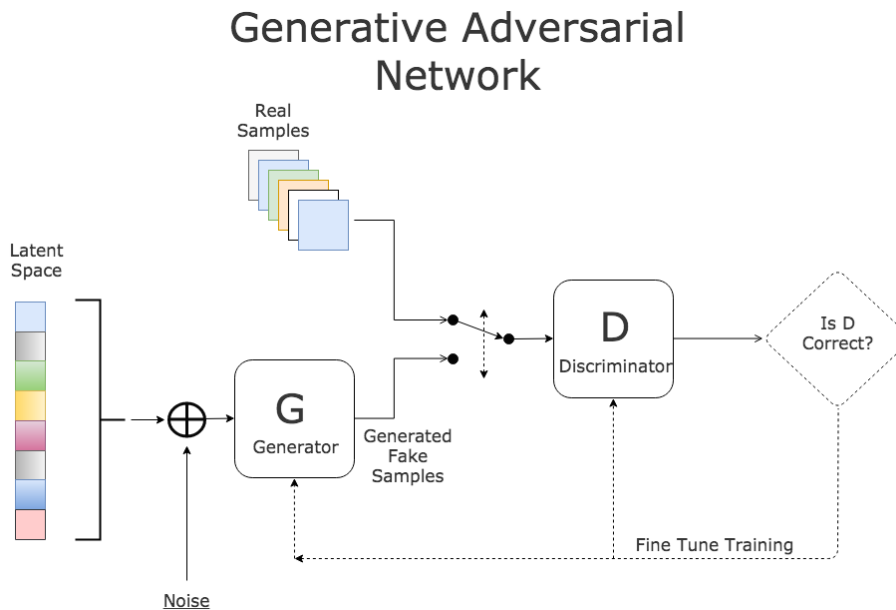 Generative Adversarial
Network
Real
Samples
Latent
Space
D
Discriminator
Is D
Correct?
G
Generator
Generated
Fake
Samples
Fine Tune Training
Noise